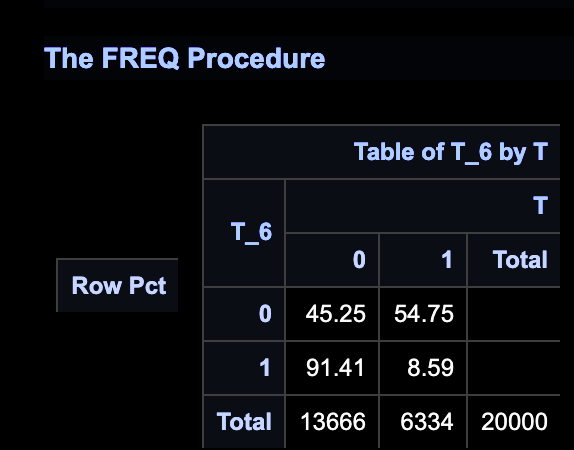 The FREQ Procedure
Table of T_6 by T
T_6
T
0 1 Total
Row Pct
0 45.25 54.75
1 91.41 8.59
Total 13666 6334 20000